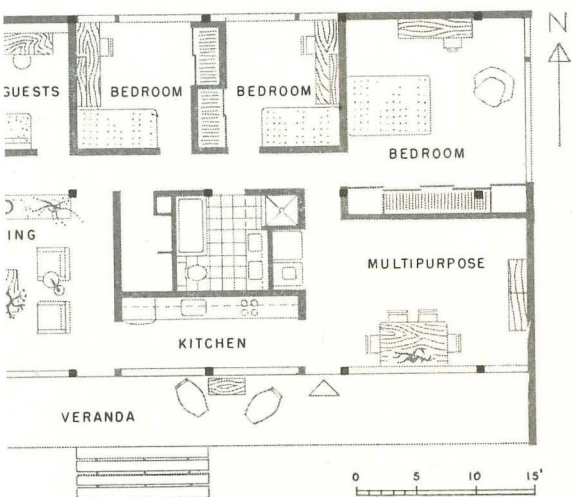 N
GUESTS
BEDROOM
BEDROOM
BEDROOM
ING
MULTIPURPOSE
KITCHEN
VERANDA
0 5 10 15'